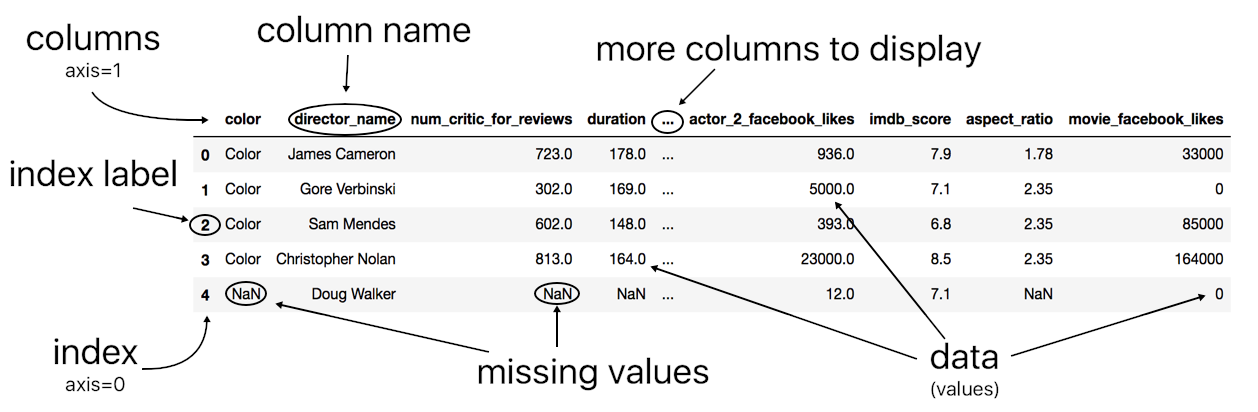 column name
columns
axis=1
more columns to display
color director_name num_critic_for_reviews duration ... actor_2_facebook_likes imdb_score aspect_ratio movie_facebook_likes
0 Color James Cameron 723.0 178.0 ... 936.0 7.9 1.78 33000
index label
1 Color Gore Verbinski 302.0 169.0 ... 5000.0 7.1 2.35 0
2 Color Sam Mendes 602.0 148.0 ... 393.0 6.8 2.35 85000
3 Color Christopher Nolan 813.0 164.0 ... 23000.0 8.5 2.35 164000
4 NaN Doug Walker NaN NaN ... 12.0 7.1 NaN 0
index
axis=0
missing values
data
(values)